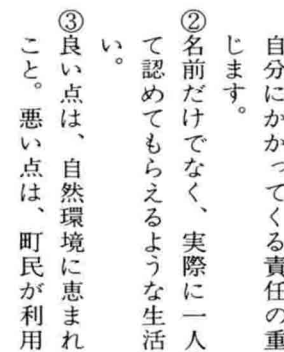 自分にかかってくる責任の重
じます。
②名前だけでなく、実際に一人
て認めてもらえるような生活
い。
③良い点は、自然環境に恵まれ
こと。悪い点は、町民が利用